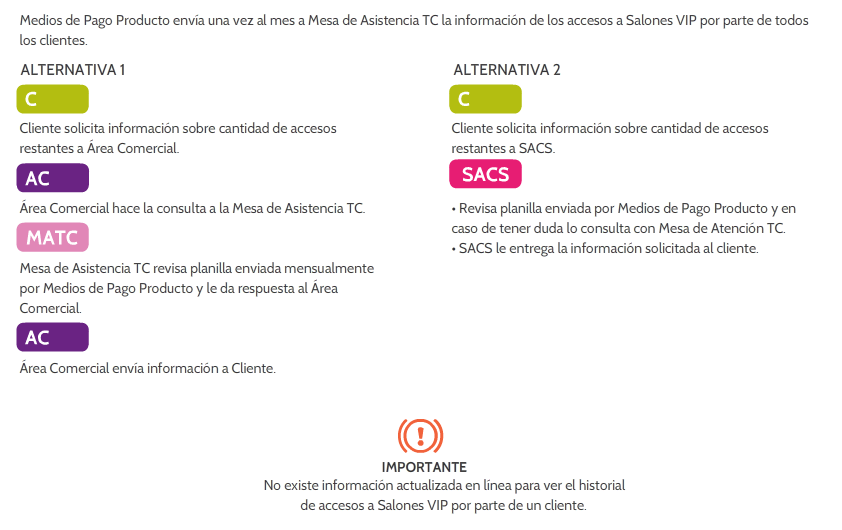 Medios de Pago Producto envía una vez al mes a Mesa de Asistencia TC la información de los accesos a Salones VIP por parte de todos
los clientes.
ALTERNATIVA 1
C
Cliente solicita información sobre cantidad de accesos
restantes a Área Comercial.
AC
Área Comercial hace la consulta a la Mesa de Asistencia TC.
MATC
Mesa de Asistencia TC revisa planilla enviada mensualmente
por Medios de Pago Producto y le da respuesta al Área
Comercial.
AC
Área Comercial envía información a Cliente.
ALTERNATIVA 2
C
Cliente solicita información sobre cantidad de accesos
restantes a SACS.
SACS
• Revisa planilla enviada por Medios de Pago Producto y en
caso de tener duda lo consulta con Mesa de Atención TC.
• SACS le entrega la información solicitada al cliente.
IMPORTANTE
No existe información actualizada en línea para ver el historial
de accesos a Salones VIP por parte de un cliente.